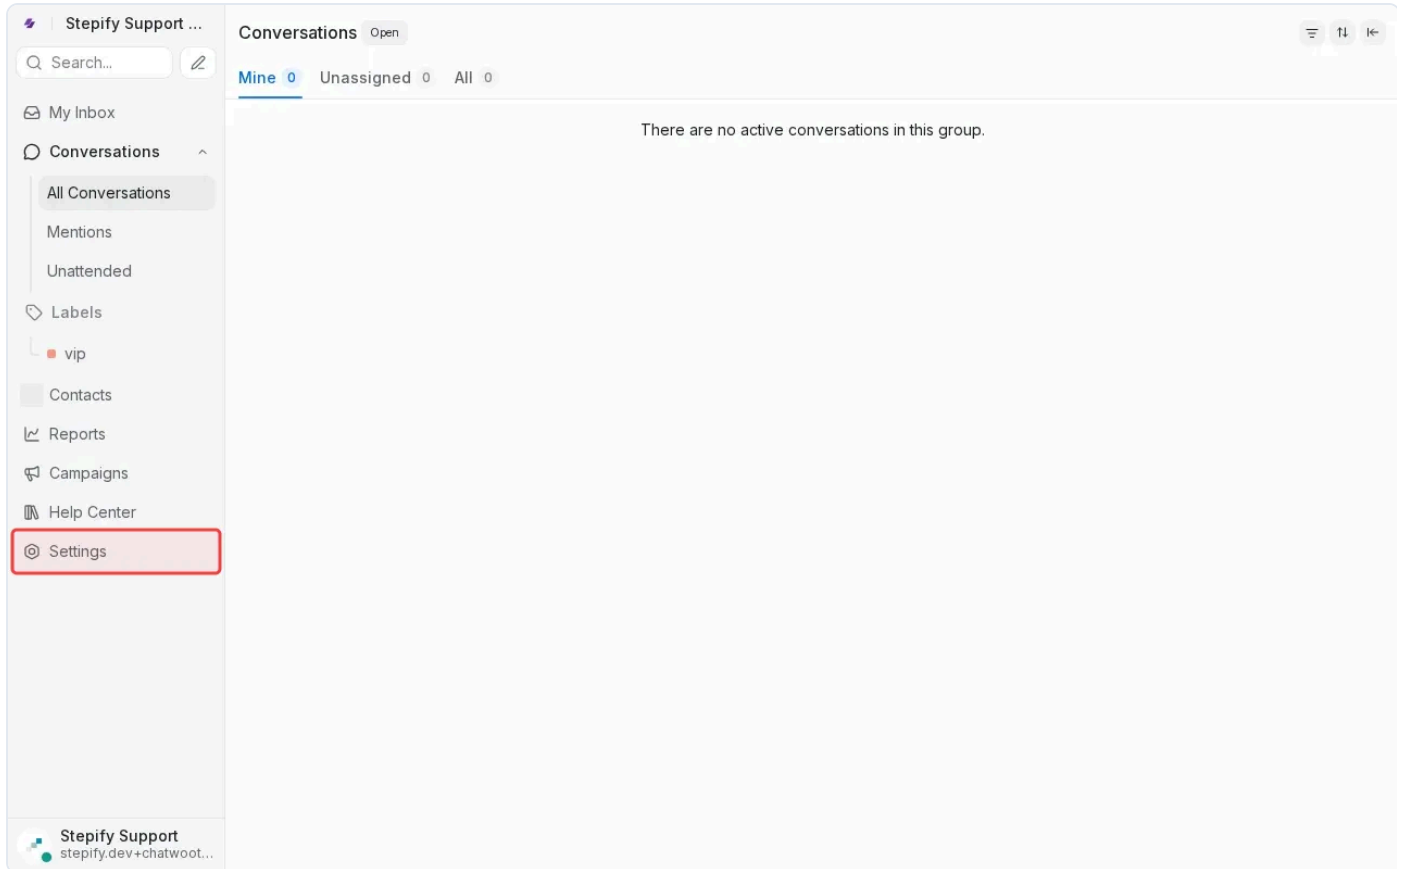 Stepify Support ...
Search...
My Inbox
Conversations
All Conversations
Mentions
Unattended
Labels
vip
Contacts
Reports
Campaigns
Help Center
Settings
Stepify Support
stepify.dev+chatwoot...
Conversations Open
Mine 0 Unassigned 0 All 0
There are no active conversations in this group.